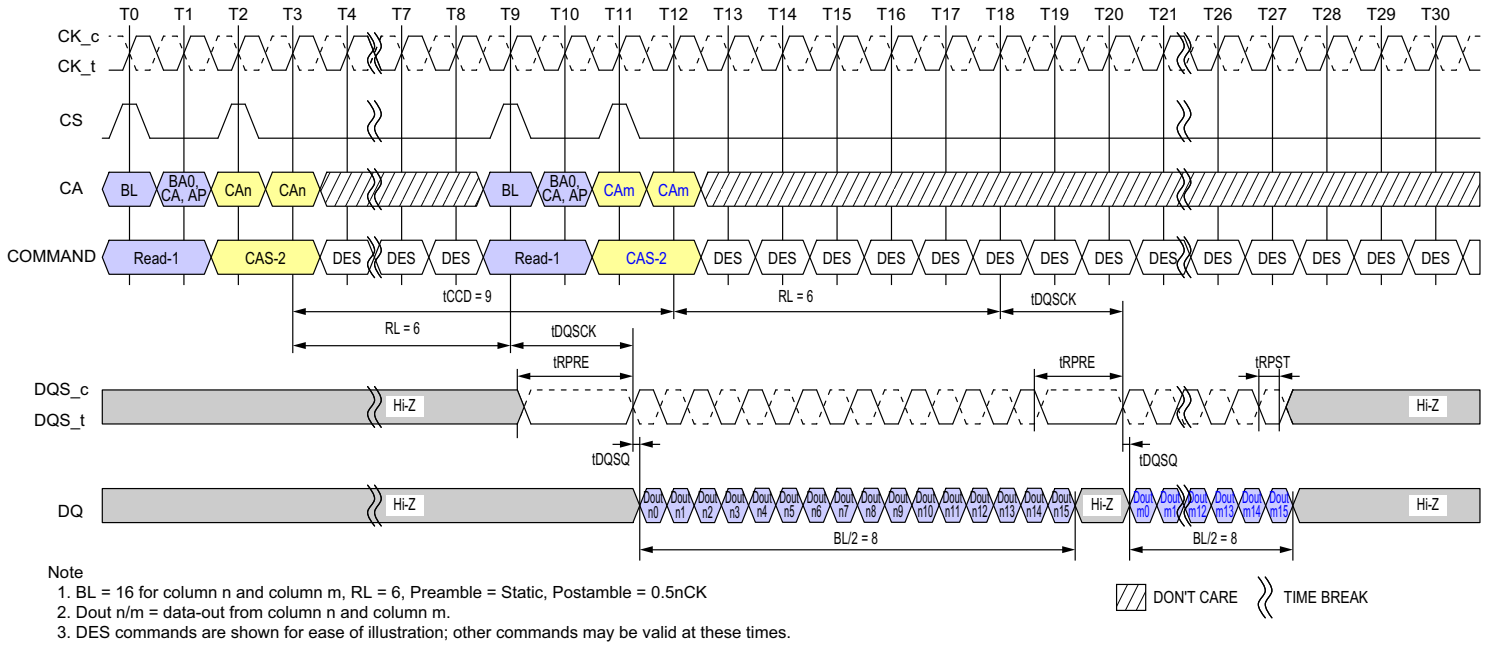 T0 T1 T2 T3 T4 T7 T8 T9 T10 T11 T12 T13 T14 T15 T16 T17 T18 T19 T20 T21 T26 T27 T28 T29 T30
CK_c
CK_t
CS
CA BL BA0, CA, AP CAn CAn BL BA0, CA, AP CAm CAm
COMMAND Read-1 CAS-2 DES DES DES Read-1 CAS-2 DES DES DES DES DES DES DES DES DES DES DES DES DES DES
tCCD = 9 RL = 6 tDQSCK
RL = 6 tDQSCK
tRPRE tRPRE tRPST
DQS_c
DQS_t
Hi-Z Hi-Z
tDQSQ tDQSQ
DQ Hi-Z Dout n0 Dout n1 Dout n2 Dout n3 Dout n4 Dout n5 Dout n6 Dout n7 Dout n8 Dout n9 Dout n10 Dout n11 Dout n12 Dout n13 Dout n14 Dout n15 Hi-Z Dout m0 Dout m1 Dout m12 Dout m13 Dout m14 Dout m15 Hi-Z
BL/2 = 8 BL/2 = 8
Note
1. BL = 16 for column n and column m, RL = 6, Preamble = Static, Postamble = 0.5nCK
2. Dout n/m = data-out from column n and column m.
3. DES commands are shown for ease of illustration; other commands may be valid at these times.
DON'T CARE TIME BREAK